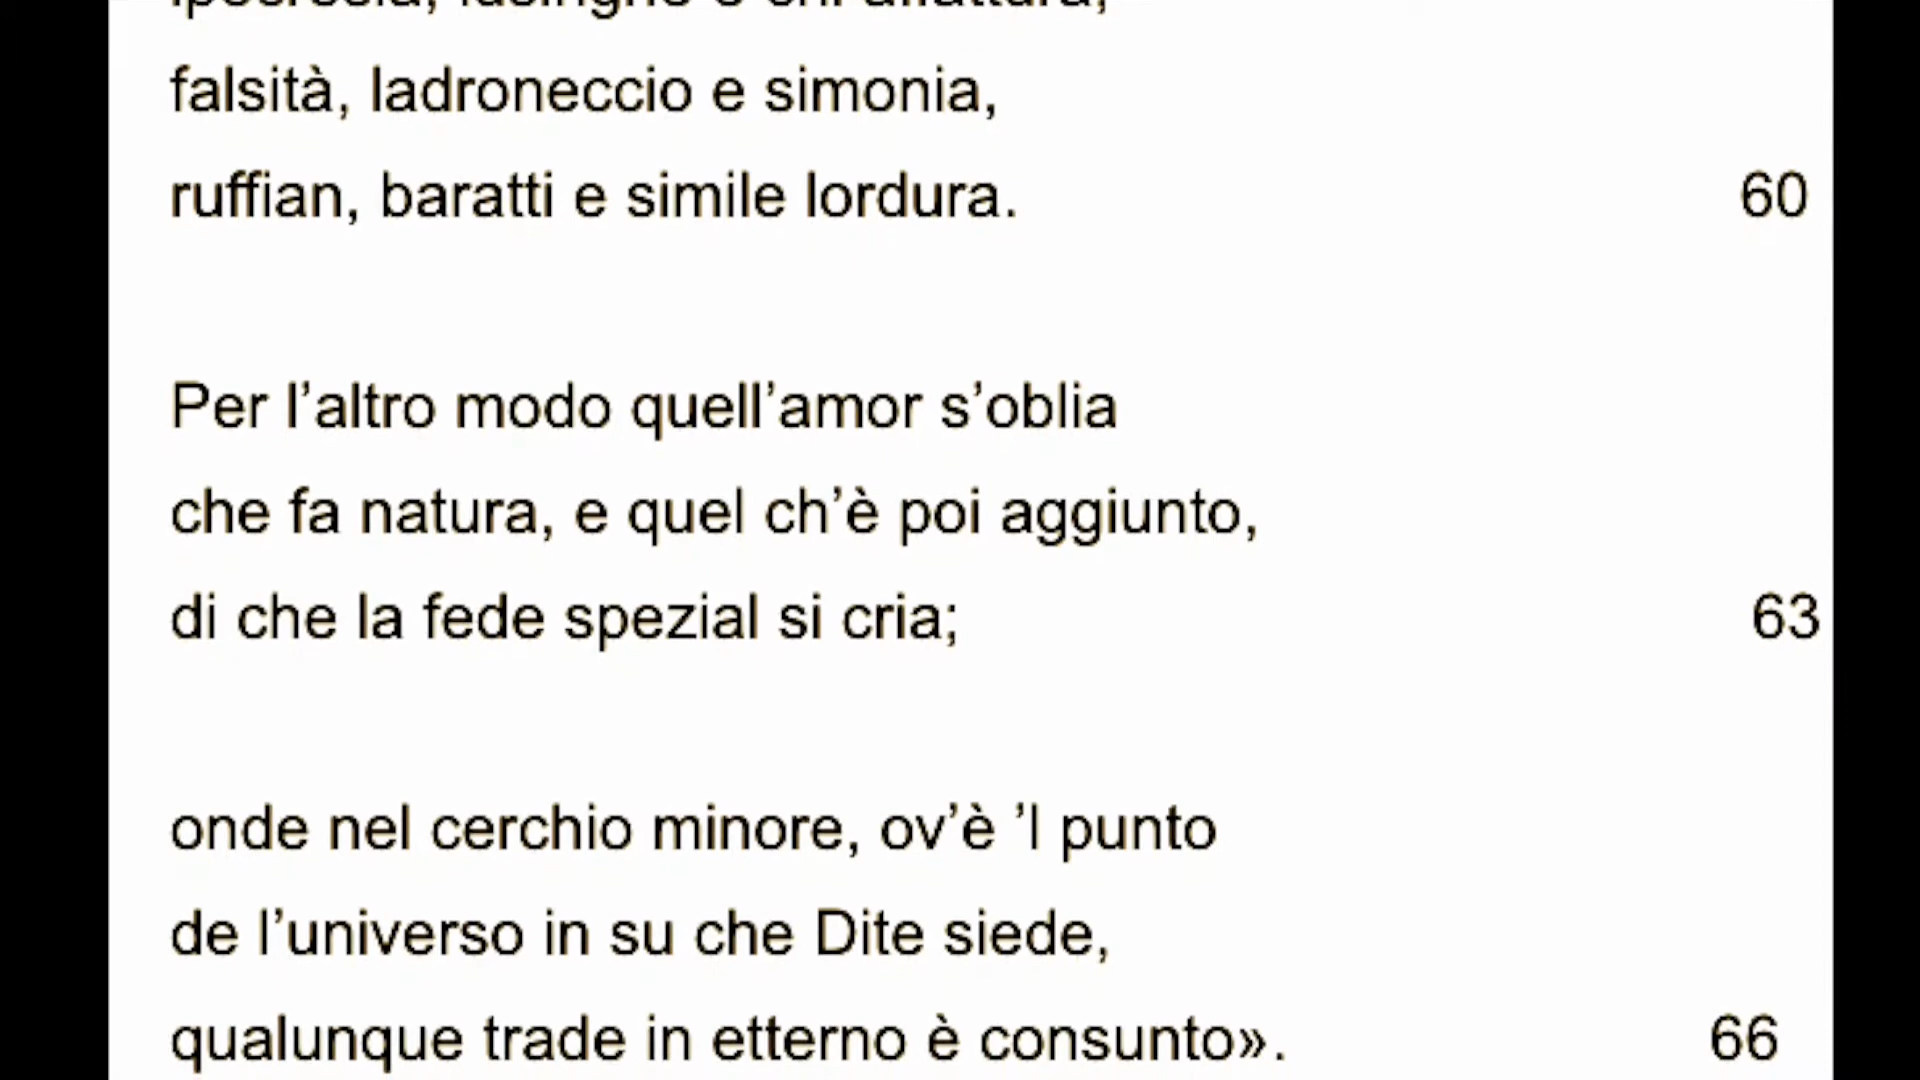 falsità, ladroneccio e simonia,
ruffian, baratti e simile lordura. 60
Per l’altro modo quell’amor s’oblia
che fa natura, e quel ch’è poi aggiunto,
di che la fede spezial si cria; 63
onde nel cerchio minore, ov’è ’l punto
de l’universo in su che Dite siede,
qualunque trade in etterno è consunto». 66